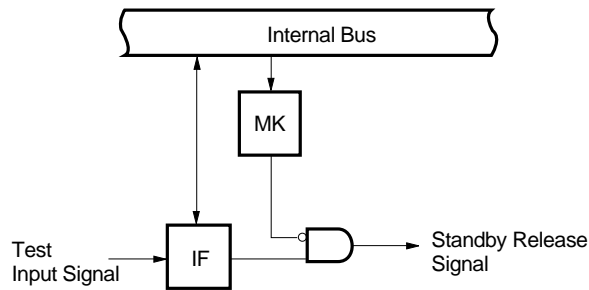 Internal Bus
MK
IF
Test
Input Signal
Standby Release
Signal